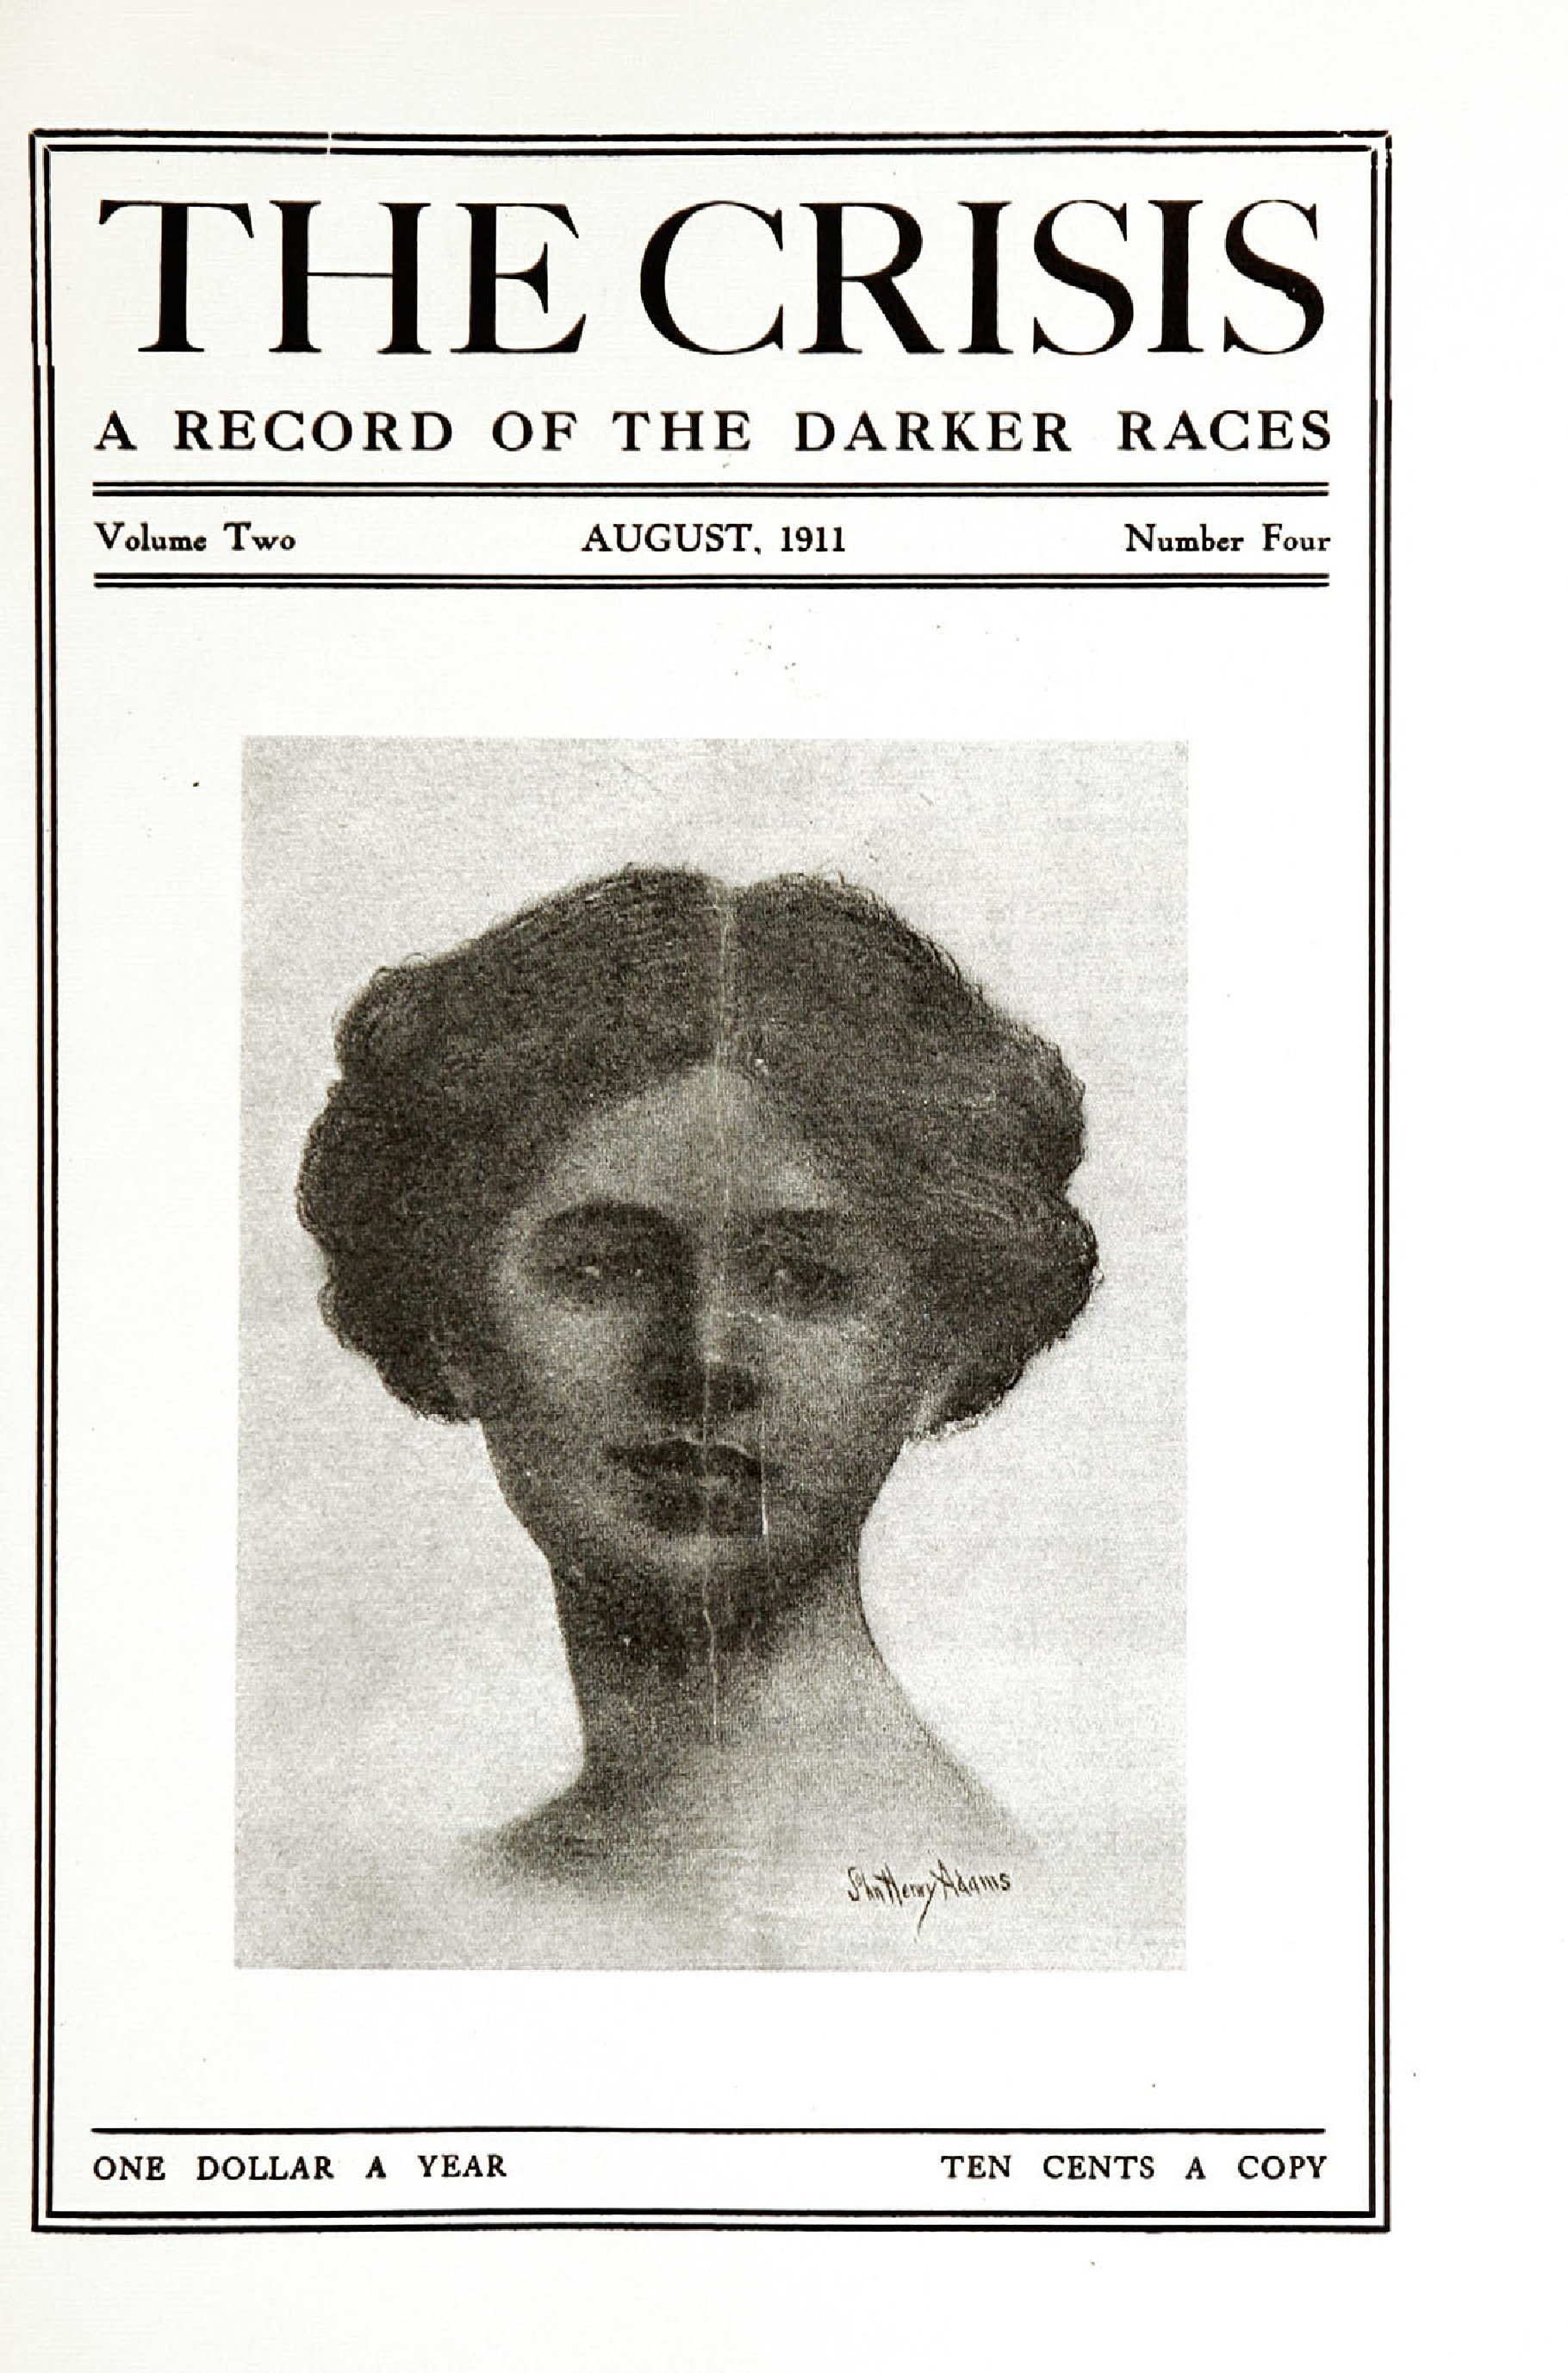 THE CRISIS
A RECORD OF THE DARKER RACES
Volume Two AUGUST, 1911 Number Four
John Henry Adams
ONE DOLLAR A YEAR TEN CENTS A COPY